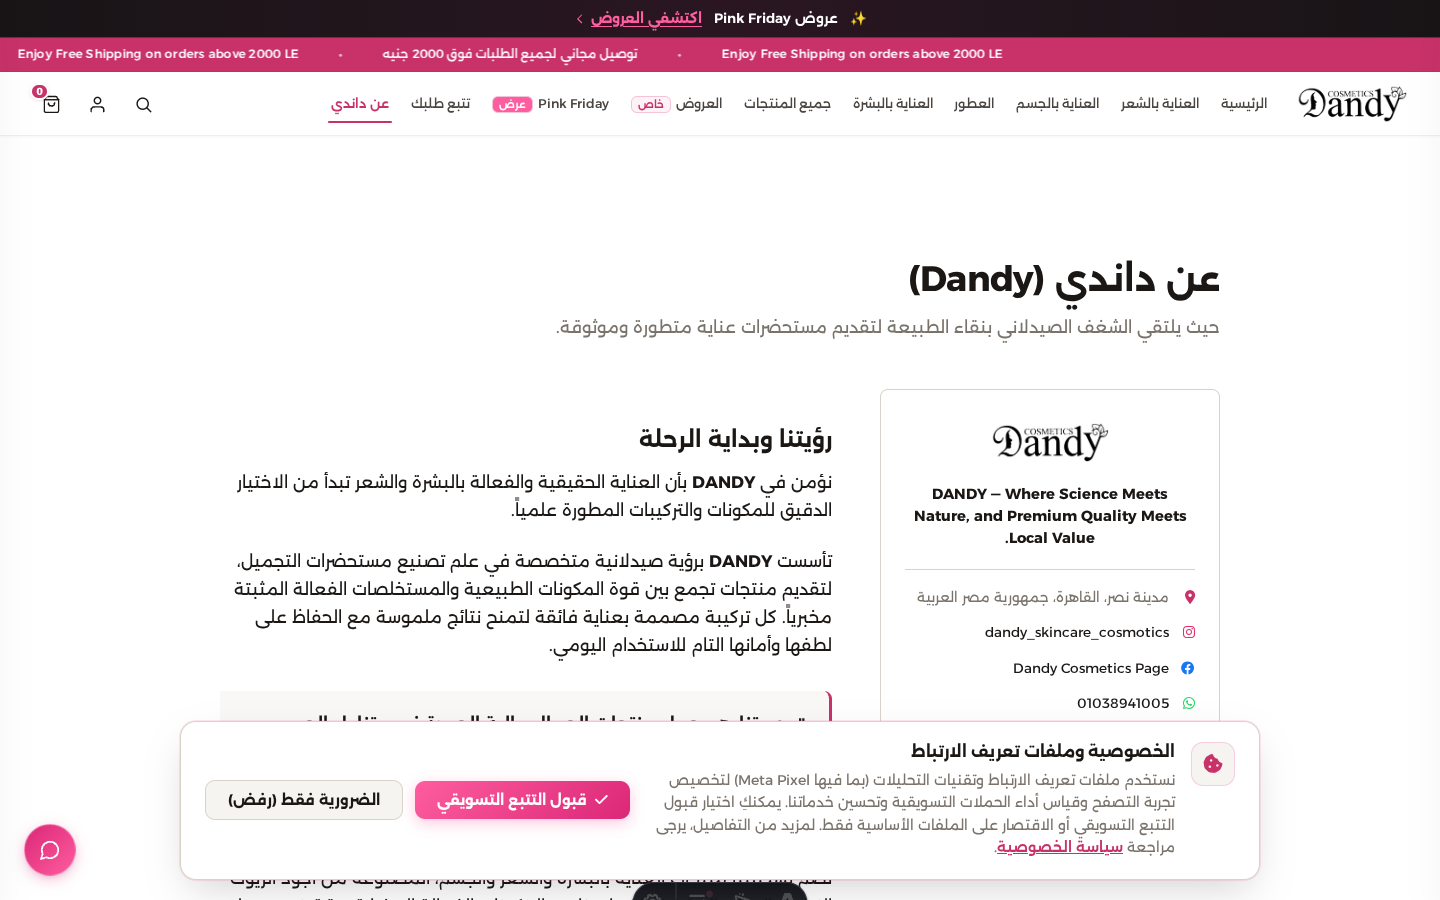 ✨ عروض Pink Friday اكتشفي العروض
Enjoy Free Shipping on orders above 2000 LE • توصيل مجاني لجميع الطلبات فوق 2000 جنيه • Enjoy Free Shipping on orders above 2000 LE
COSMETICS Dandy
الرئيسية
العناية بالشعر
العناية بالجسم
العطور
العناية بالبشرة
جميع المنتجات
العروض خاص
Pink Friday عرض
تتبع طلبك
عن داندي
0
عن داندي (Dandy)
حيث يلتقي الشغف الصيدلاني بنقاء الطبيعة لتقديم مستحضرات عناية متطورة وموثوقة.
COSMETICS Dandy
DANDY — Where Science Meets
Nature, and Premium Quality Meets
Local Value.
مدينة نصر، القاهرة، جمهورية مصر العربية
dandy_skincare_cosmotics
Dandy Cosmetics Page
01038941005
رؤيتنا وبداية الرحلة
نؤمن في DANDY بأن العناية الحقيقية والفعالة بالبشرة والشعر تبدأ من الاختيار
الدقيق للمكونات والتركيبات المطورة علمياً.
تأسست DANDY برؤية صيدلانية متخصصة في علم تصنيع مستحضرات التجميل،
لتقديم منتجات تجمع بين قوة المكونات الطبيعية والمستخلصات الفعالة المثبتة
مخبرياً. كل تركيبة مصممة بعناية فائقة لتمنح نتائج ملموسة مع الحفاظ على
لطفها وأمانها التام للاستخدام اليومي.
الخصوصية وملفات تعريف الارتباط
نستخدم ملفات تعريف الارتباط وتقنيات التحليلات (بما فيها Meta Pixel) لتخصيص
تجربة التصفح وقياس أداء الحملات التسويقية وتحسين خدماتنا. يمكنك اختيار قبول
التتبع التسويقي أو الاقتصار على الملفات الأساسية فقط. لمزيد من التفاصيل، يرجى
مراجعة سياسة الخصوصية.
قبول التتبع التسويقي
الضرورية فقط (رفض)